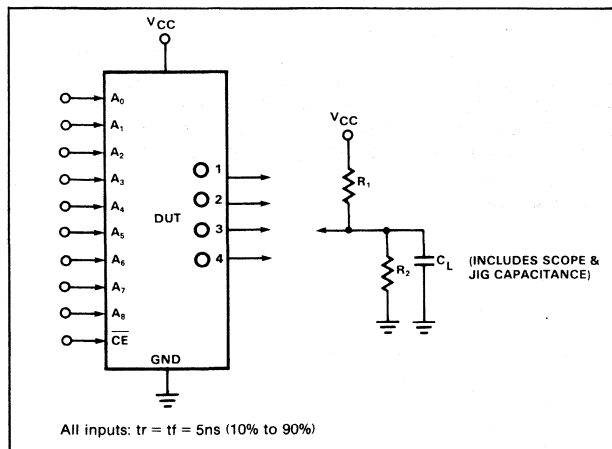 VCC
A0
A1
A2
A3
A4
A5
A6
A7
A8
CE
DUT
O 1
O 2
O 3
O 4
GND
VCC
R1
R2
CL
(INCLUDES SCOPE &
JIG CAPACITANCE)
All inputs: tr = tf = 5ns (10% to 90%)